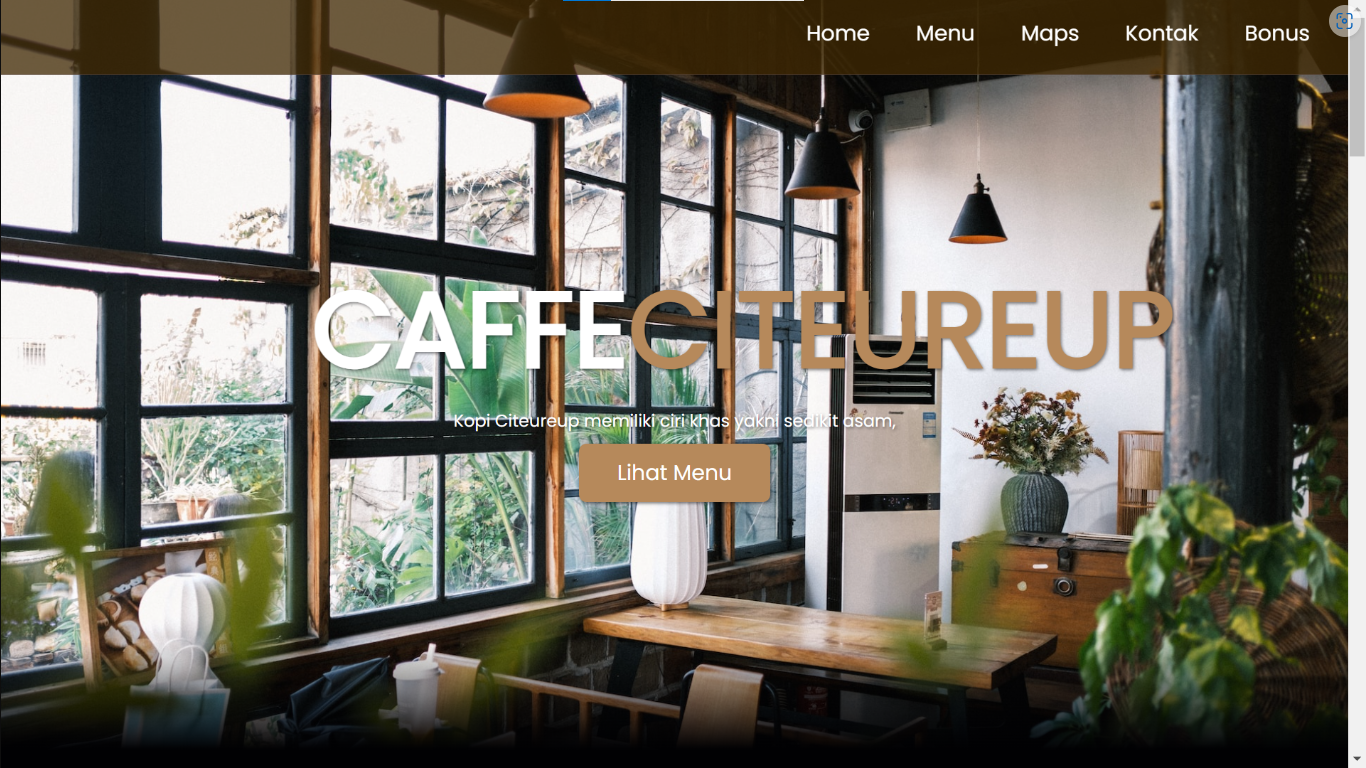 Home Menu Maps Kontak Bonus
CAFFECITEUREUP
Kopi Citeureup memiliki ciri khas yakni sedikit asam,
Lihat Menu